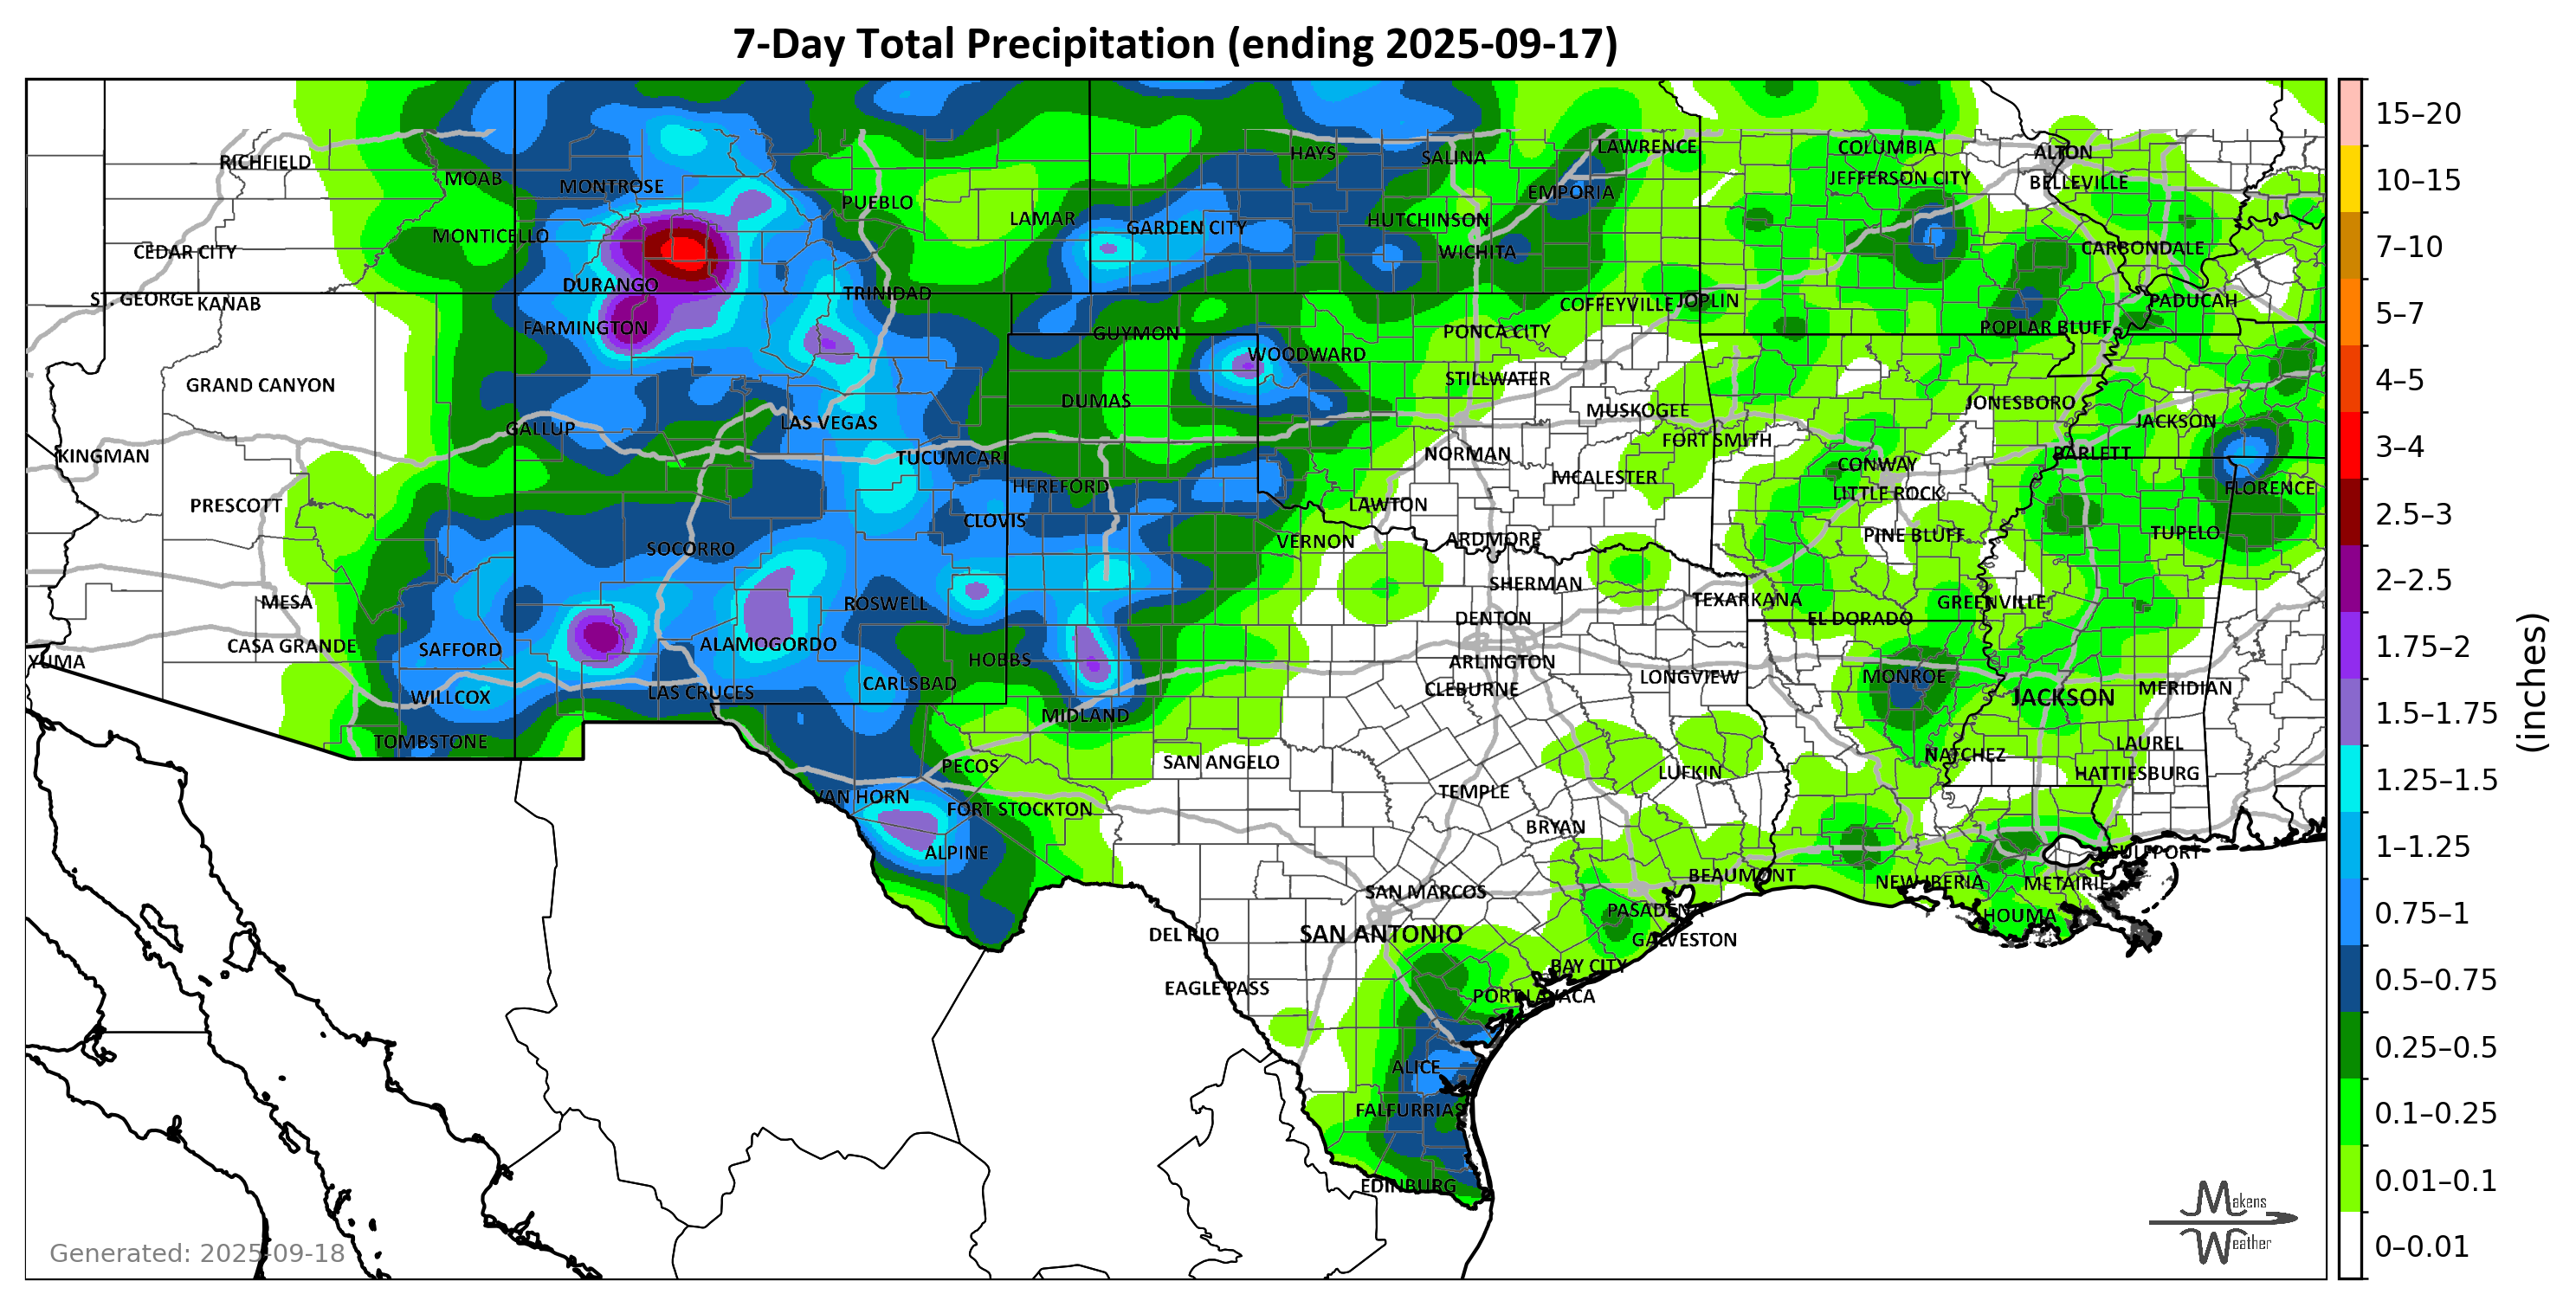 7-Day Total Precipitation (ending 2025-09-17)
RICHFIELD
MOAB
MONTROSE
PUEBLO
LAMAR
HAYS
SALINA
LAWRENCE
COLUMBIA
ALTON
JEFFERSON CITY
BELLEVILLE
EMPORIA
HUTCHINSON
GARDEN CITY
WICHITA
MONTICELLO
CEDAR CITY
CARBONDALE
DURANGO
TRINIDAD
ST. GEORGE
KANAB
COFFEYVILLE
JOPLIN
PADUCAH
FARMINGTON
GUYMON
PONCA CITY
POPLAR BLUFF
WOODWARD
GRAND CANYON
STILLWATER
DUMAS
MUSKOGEE
JONESBORO
JACKSON
GALLUP
LAS VEGAS
FORT SMITH
KINGMAN
TUCUMCARI
NORMAN
BARLETT
CONWAY
MCALESTER
HEREFORD
LITTLE ROCK
FLORENCE
PRESCOTT
LAWTON
CLOVIS
PINE BLUFF
TUPELO
SOCORRO
VERNON
ARDMORE
SHERMAN
MESA
ROSWELL
TEXARKANA
GREENVILLE
DENTON
EL DORADO
CASA GRANDE
SAFFORD
ALAMOGORDO
HOBBS
ARLINGTON
YUMA
CARLSBAD
LONGVIEW
MONROE
WILLCOX
LAS CRUCES
CLEBURNE
JACKSON
MERIDIAN
MIDLAND
TOMBSTONE
LAUREL
NATCHEZ
PECOS
SAN ANGELO
LUFKIN
HATTIESBURG
VAN HORN
FORT STOCKTON
TEMPLE
BRYAN
ALPINE
GULFPORT
BEAUMONT
NEW IBERIA
METAIRIE
SAN MARCOS
PASADENA
HOUMA
DEL RIO
SAN ANTONIO
GALVESTON
BAY CITY
EAGLE PASS
PORT LAVACA
ALICE
FALFURRIAS
EDINBURG
Generated: 2025-09-18
Makens
Weather
15–20
10–15
7–10
5–7
4–5
3–4
2.5–3
2–2.5
1.75–2
1.5–1.75
1.25–1.5
1–1.25
0.75–1
0.5–0.75
0.25–0.5
0.1–0.25
0.01–0.1
0–0.01
(inches)